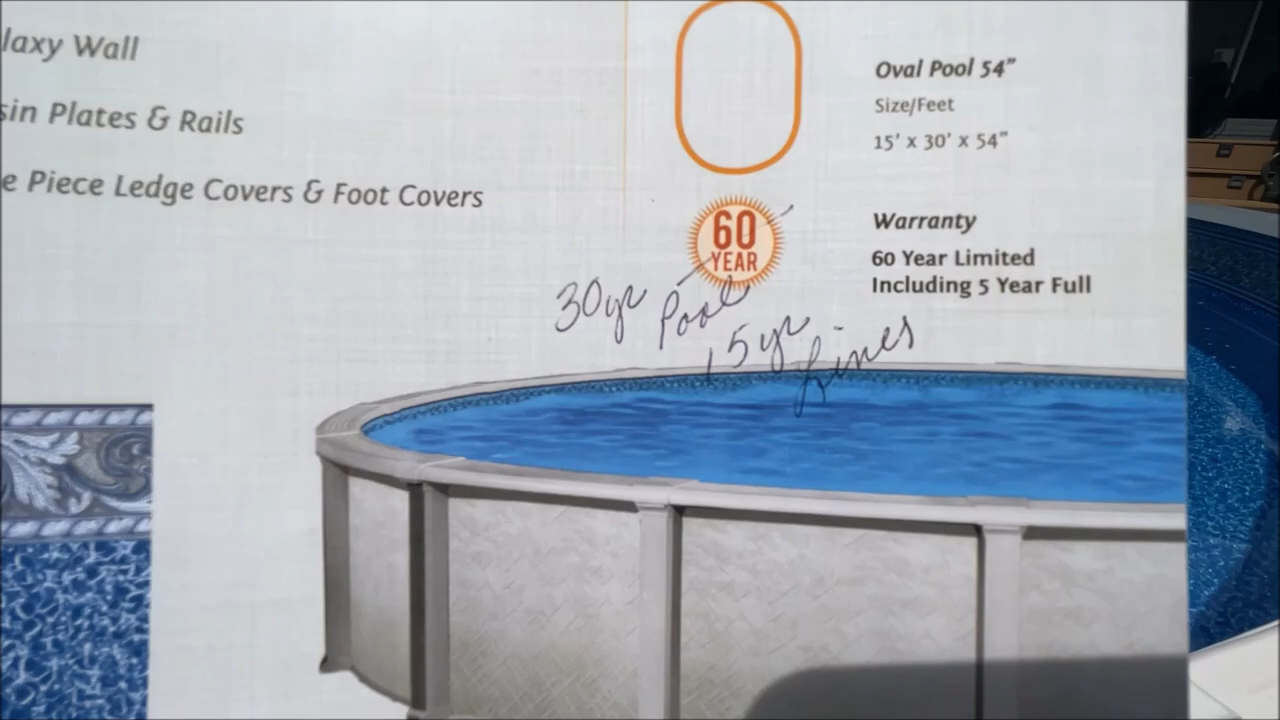 laxy Wall
sin Plates & Rails
e Piece Ledge Covers & Foot Covers
Oval Pool 54”
Size/Feet
15’ x 30’ x 54”
60
YEAR
Warranty
60 Year Limited
Including 5 Year Full
30yr Pool
15yr
Liner